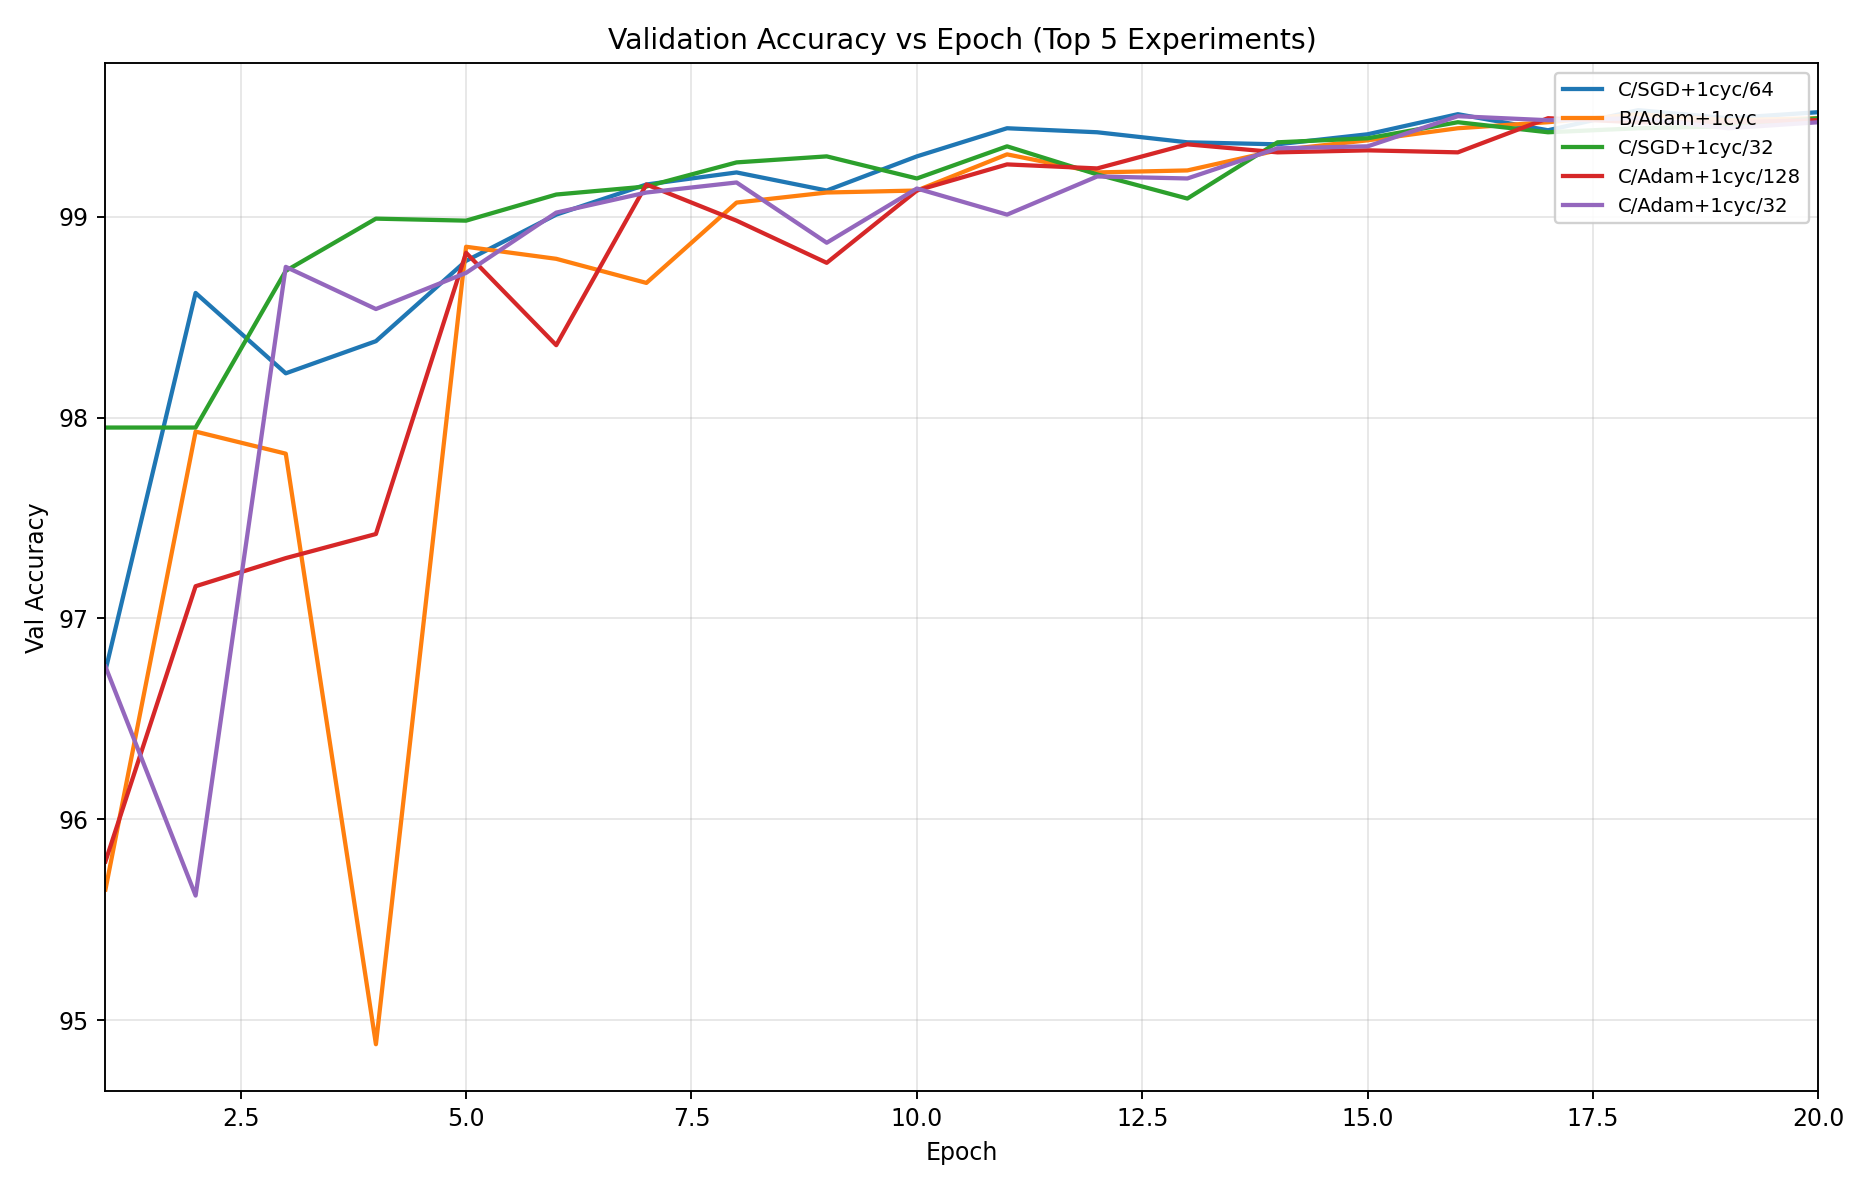 Validation Accuracy vs Epoch (Top 5 Experiments)
C/SGD+1cyc/64
B/Adam+1cyc
C/SGD+1cyc/32
C/Adam+1cyc/128
C/Adam+1cyc/32
99
98
97
96
95
Val Accuracy
2.5 5.0 7.5 10.0 12.5 15.0 17.5 20.0
Epoch